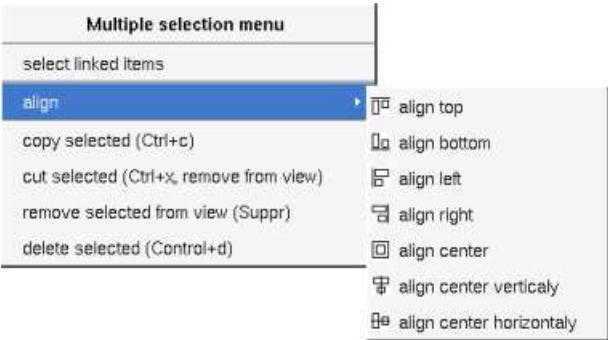 Multiple selection menu
select linked items
align
copy selected (Ctrl+c)
cut selected (Ctrl+x, remove from view)
remove selected from view (Suppr)
delete selected (Control+d)
align top
align bottom
align left
align right
align center
align center verticaly
align center horizontaly